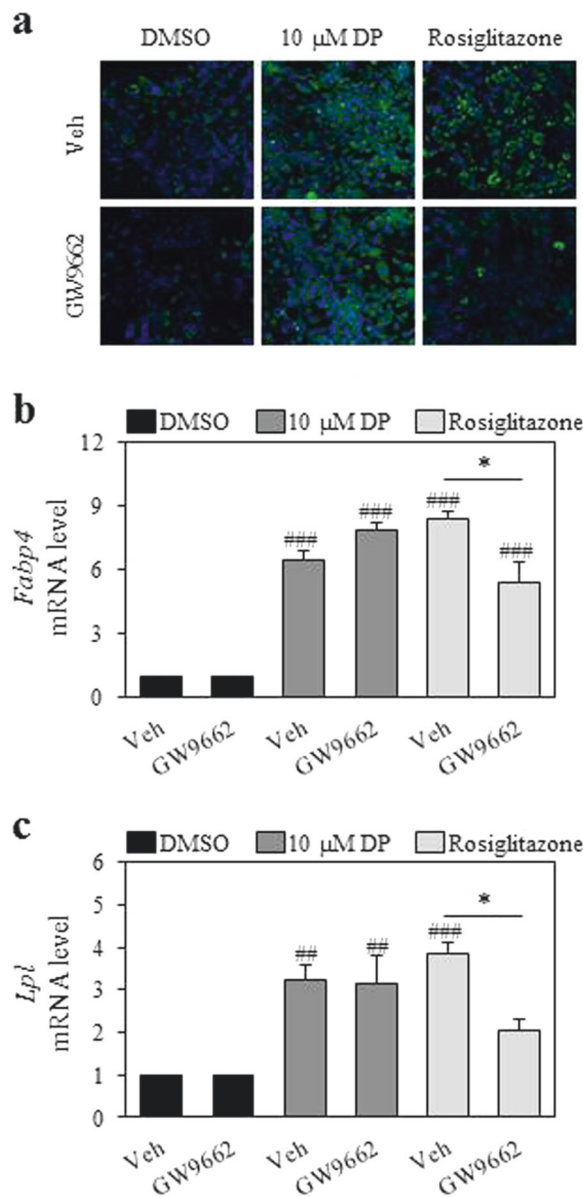 a
DMSO 10 µM DP Rosiglitazone
Veh
GW9662
b
DMSO 10 µM DP Rosiglitazone
Fabp4
mRNA level
12
9
6
3
0
###
###
###
*
###
Veh GW9662 Veh GW9662 Veh GW9662
c
DMSO 10 µM DP Rosiglitazone
Lpl
mRNA level
6
5
4
3
2
1
0
##
##
###
*
Veh GW9662 Veh GW9662 Veh GW9662